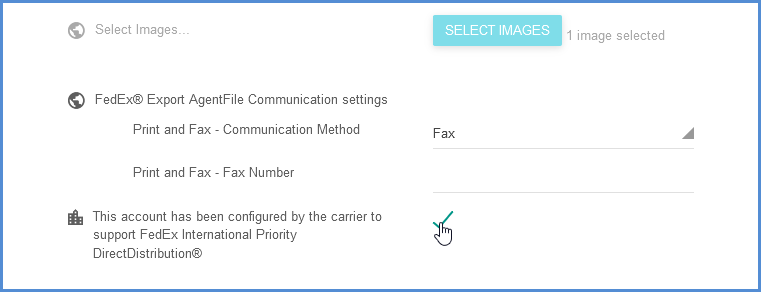 Select Images...
SELECT IMAGES
1 image selected
FedEx® Export AgentFile Communication settings
Print and Fax - Communication Method
Fax
Print and Fax - Fax Number
This account has been configured by the carrier to
support FedEx International Priority
DirectDistribution®